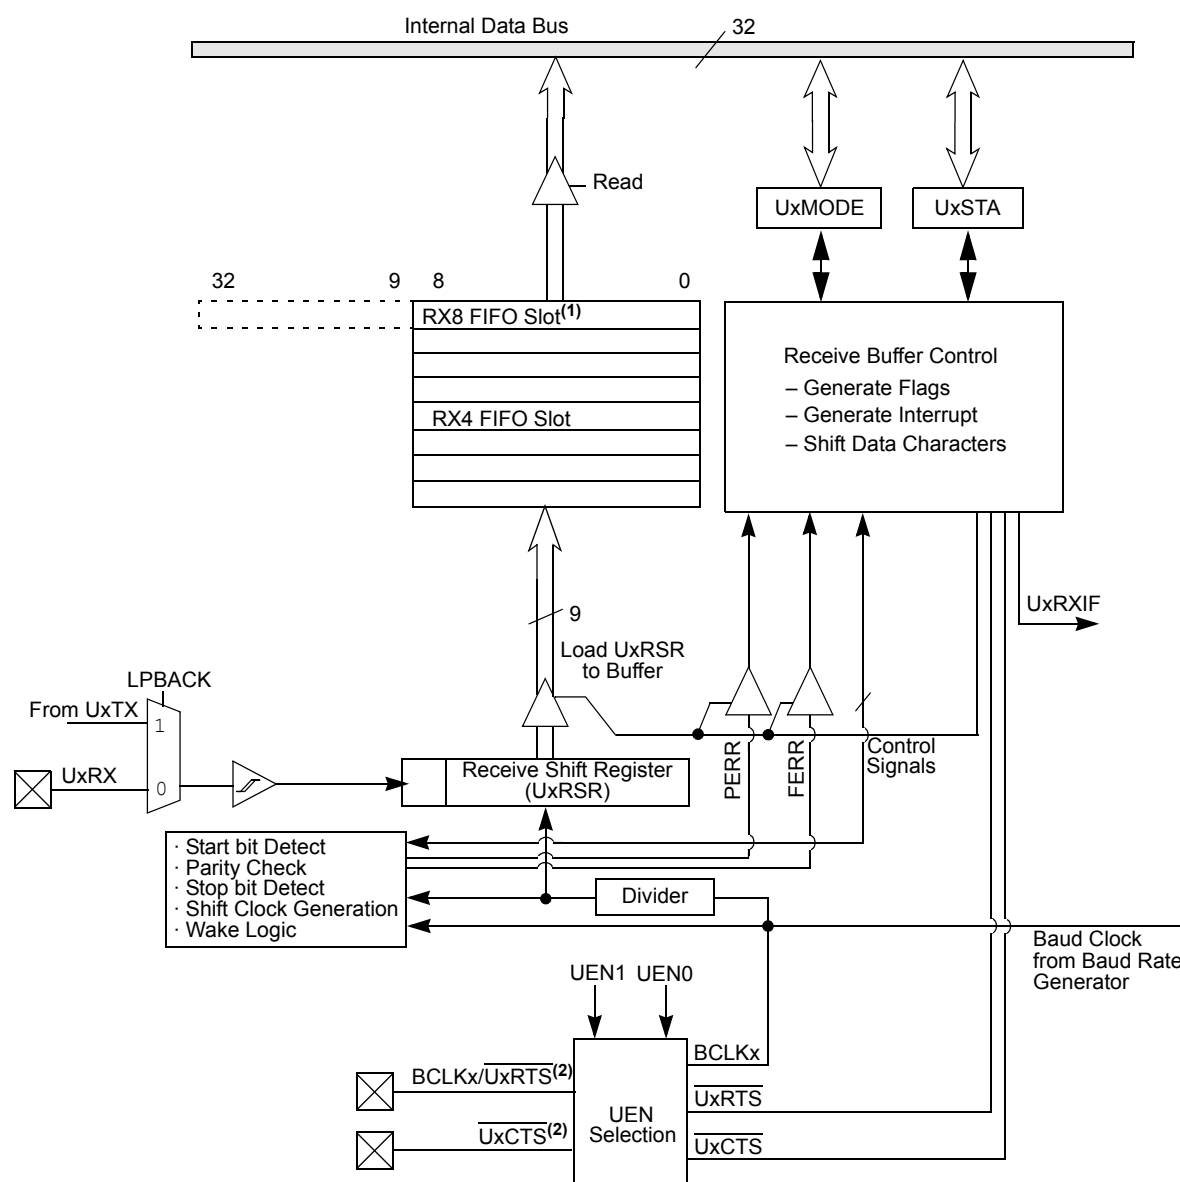 Internal Data Bus
32
Read
UxMODE
UxSTA
32
9
8
0
RX8 FIFO Slot(1)
RX4 FIFO Slot
Receive Buffer Control
– Generate Flags
– Generate Interrupt
– Shift Data Characters
9
UxRXIF
Load UxRSR
to Buffer
LPBACK
From UxTX
1
UxRX
0
Receive Shift Register
(UxRSR)
PERR
FERR
Control
Signals
· Start bit Detect
· Parity Check
· Stop bit Detect
· Shift Clock Generation
· Wake Logic
Divider
Baud Clock
from Baud Rate
Generator
UEN1
UEN0
BCLKx
BCLKx/UxRTS(2)
UxRTS
UEN
Selection
UxCTS(2)
UxCTS